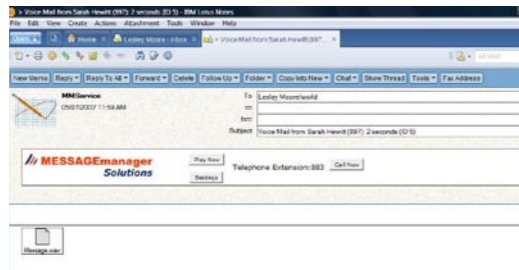 > Voice Mail from Sarah Hewitt (897): 2 seconds (ID 5) - IBM Lotus Notes
File Edit View Create Actions Attachment Tools Window Help
Home Lesley Moore - Inbox > Voice Mail from Sarah Hewitt (897)...
New Memo Reply Reply To All Forward Delete Follow Up Folder Copy Into New Chat Show Thread Tools Fax Address
MMService To Lesley Moore/world
11:59 AM cc
bcc
Subject Voice Mail from Sarah Hewitt (897): 2 seconds (ID 5)
MESSAGEmanager Solutions
Play Now
Telephone Extension: 883 Call Now
Settings
Message.wav